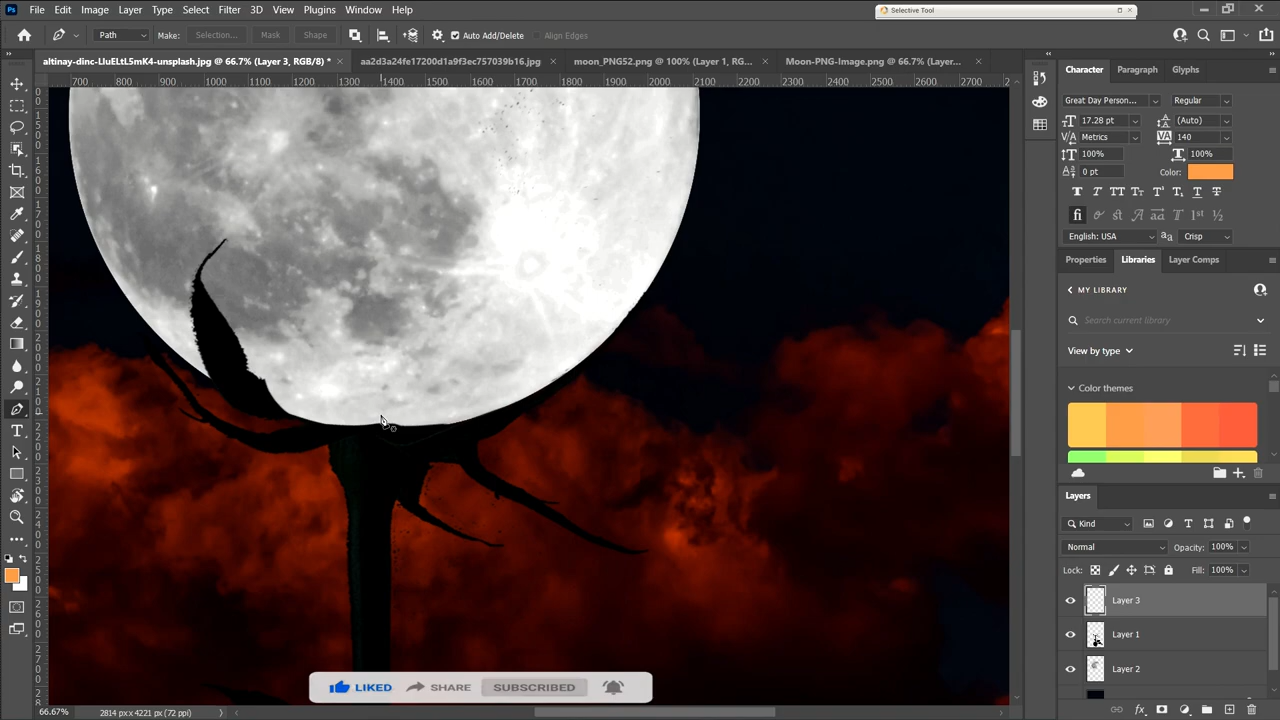 Ps File Edit Image Layer Type Select Filter 3D View Plugins Window Help
Selective Tool
Path Make: Selection... Mask Shape Auto Add/Delete Align Edges
altinay-dinc-LIuELtL5mK4-unsplash.jpg @ 66.7% (Layer 3, RGB/8) * aa2d3a24fe17200d1a9f3ec757039b16.jpg moon_PNG52.png @ 100% (Layer 1, RG... Moon-PNG-Image.png @ 66.7% (Layer...
700 800 900 1000 1100 1200 1300 1400 1500 1600 1700 1800 1900 2000 2100 2200 2300 2400 2500 2600 2700
Character Paragraph Glyphs
Great Day Person... Regular
17.28 pt (Auto)
Metrics 140
100% 100%
0 pt Color:
English: USA Crisp
Properties Libraries Layer Comps
MY LIBRARY
Search current library
View by type
Color themes
Layers
Kind
Normal Opacity: 100%
Lock: Fill: 100%
Layer 3
Layer 1
Layer 2
LIKED SHARE SUBSCRIBED
66.67% 2814 px x 4221 px (72 ppi)